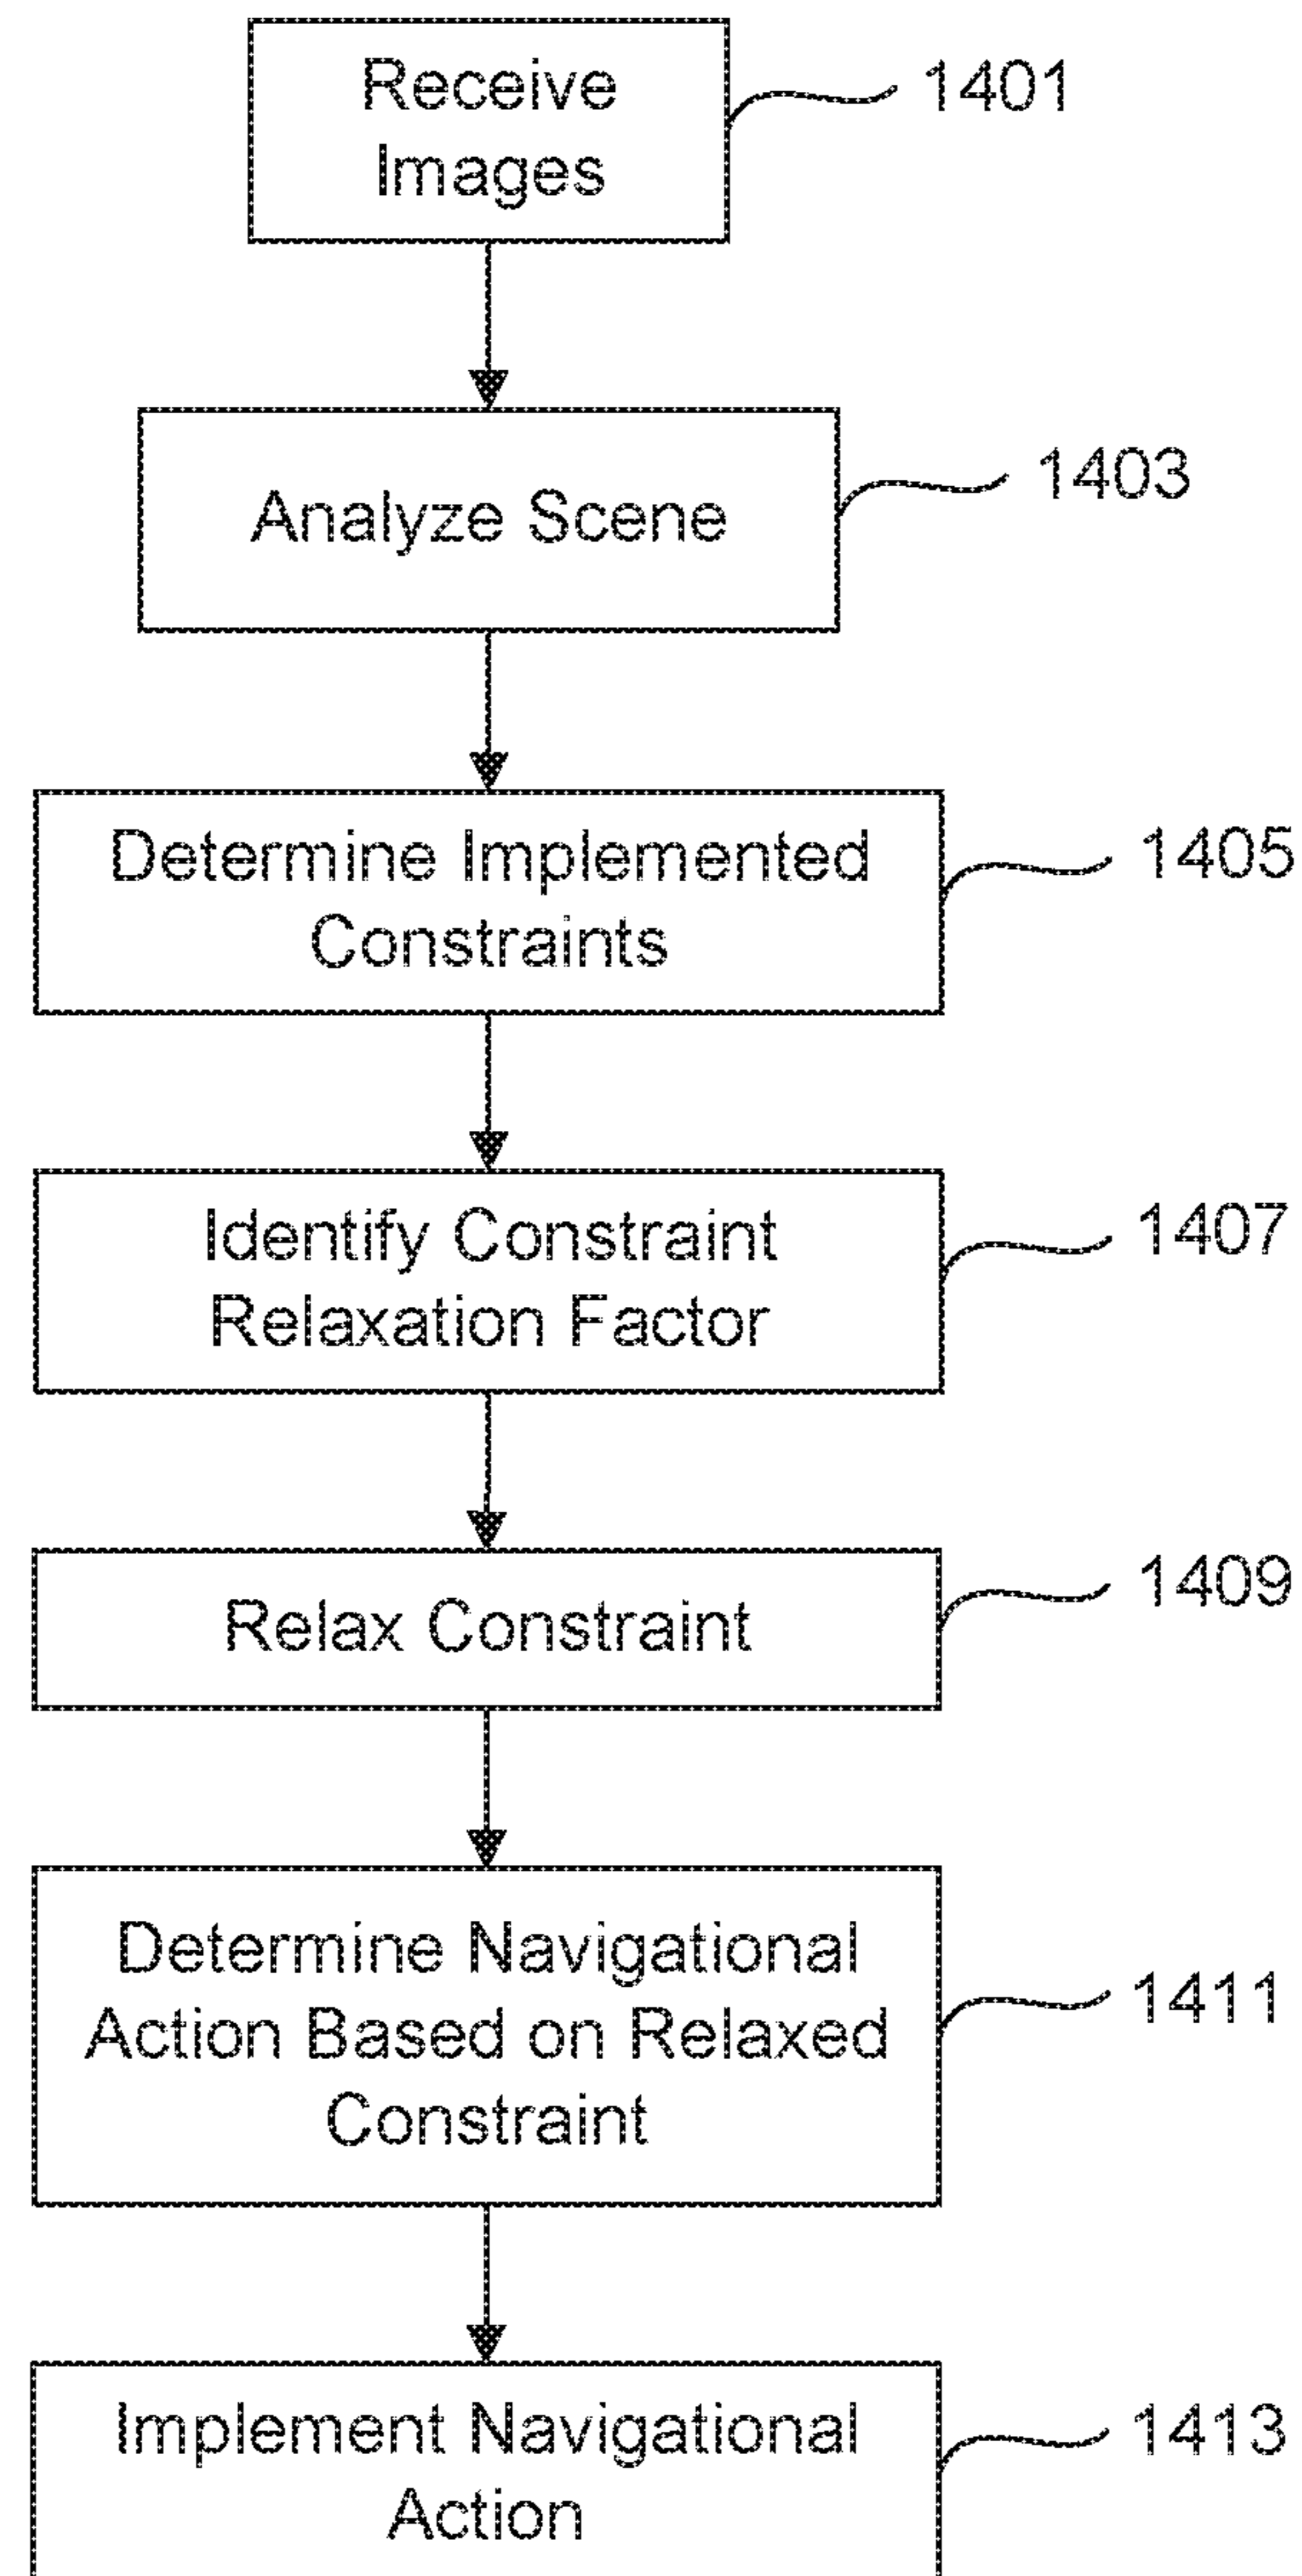 Receive
Images
1401
Analyze Scene
1403
Determine Implemented
Constraints
1405
Identify Constraint
Relaxation Factor
1407
Relax Constraint
1409
Determine Navigational
Action Based on Relaxed
Constraint
1411
Implement Navigational
Action
1413